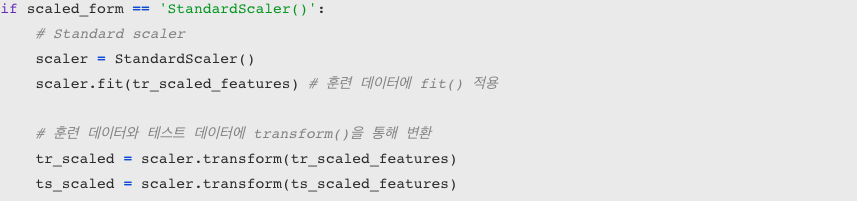 if scaled_form == 'StandardScaler()':
    # Standard scaler
    scaler = StandardScaler()
    scaler.fit(tr_scaled_features) # 훈련 데이터에 fit() 적용
    # 훈련 데이터와 테스트 데이터에 transform()을 통해 변환
    tr_scaled = scaler.transform(tr_scaled_features)
    ts_scaled = scaler.transform(ts_scaled_features)